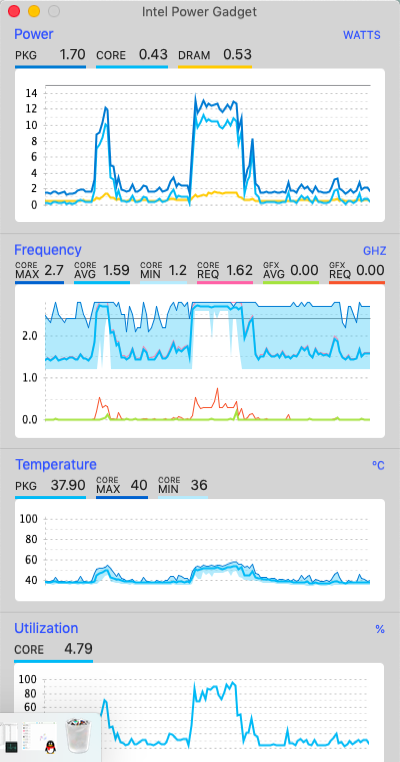 Intel Power Gadget
Power WATTS
PKG 1.70 CORE 0.43 DRAM 0.53
14
12
10
8
6
4
2
0
Frequency GHZ
CORE MAX 2.7 CORE AVG 1.59 CORE MIN 1.2 CORE REQ 1.62 GFX AVG 0.00 GFX REQ 0.00
2.0
1.0
0.0
Temperature °C
PKG 37.90 CORE MAX 40 CORE MIN 36
100
80
60
40
Utilization %
CORE 4.79
100
80
60